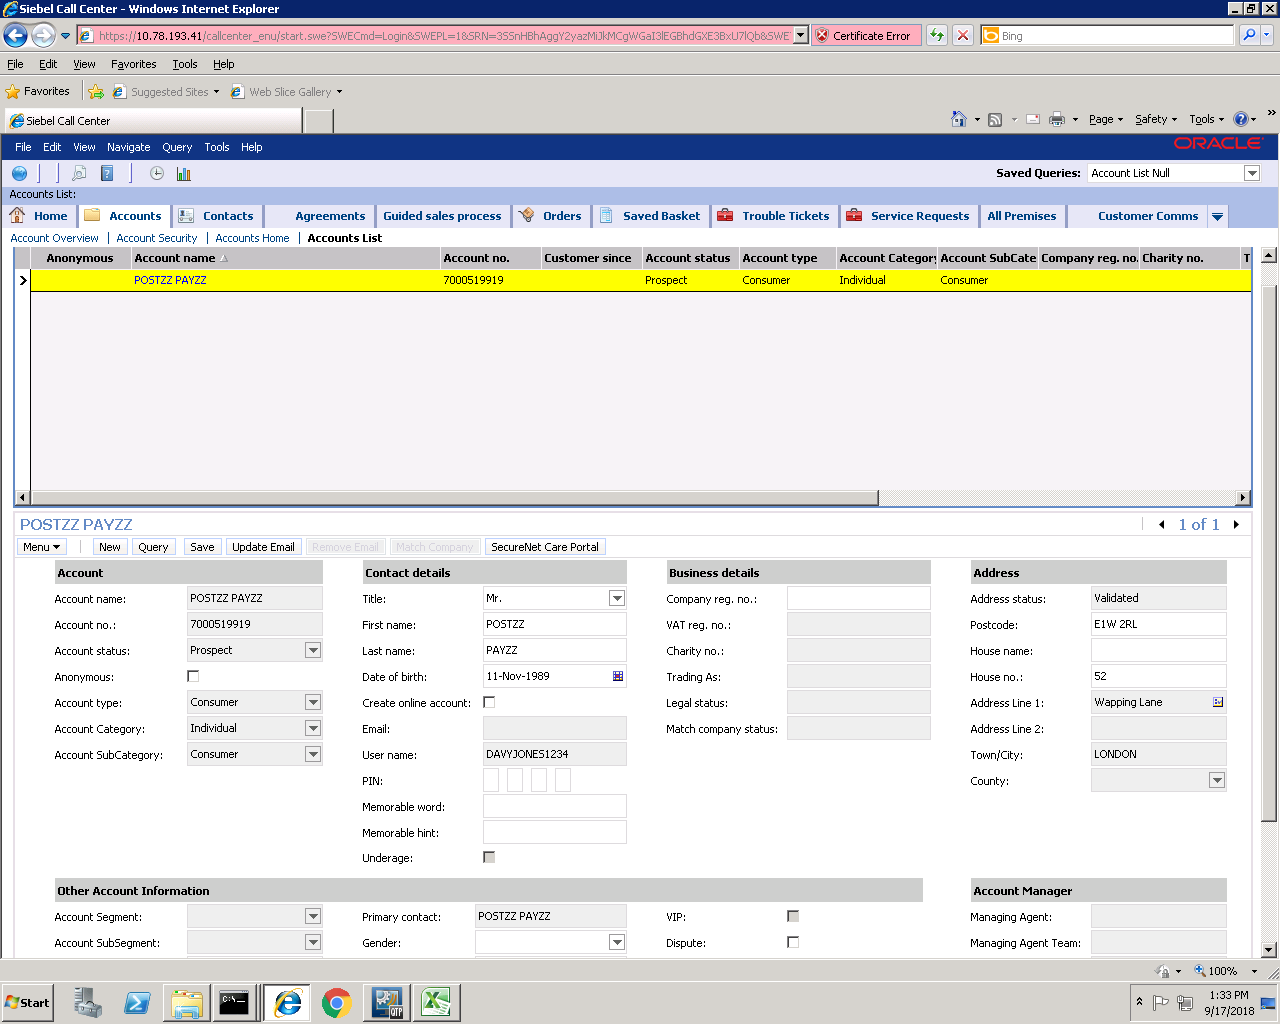 Siebel Call Center - Windows Internet Explorer
https://10.78.193.41/callcenter_enu/start.swe?SWECmd=Login&SWEPL=1&SRN=
Certificate Error
Bing
File Edit View Favorites Tools Help
Favorites Suggested Sites Web Slice Gallery
Siebel Call Center
Page Safety Tools
File Edit View Navigate Query Tools Help
ORACLE
Saved Queries: Account List Null
Accounts List:
Home Accounts Contacts Agreements Guided sales process Orders Saved Basket Trouble Tickets Service Requests All Premises Customer Comms
Account Overview Account Security Accounts Home Accounts List
Anonymous Account name Account no. Customer since Account status Account type Account Category Account SubCate Company reg. no. Charity no. T
POSTZZ PAYZZ 7000519919 Prospect Consumer Individual Consumer
POSTZZ PAYZZ
1 of 1
Menu New Query Save Update Email Remove Email Match Company SecureNet Care Portal
Account Contact details Business details Address
Account name: POSTZZ PAYZZ Title: Mr. Company reg. no.: Address status: Validated
Account no.: 7000519919 First name: POSTZZ VAT reg. no.: Postcode: E1W 2RL
Account status: Prospect Last name: PAYZZ Charity no.: House name:
Anonymous: Date of birth: 11-Nov-1989 Trading As: House no.: 52
Account type: Consumer Create online account: Legal status: Address Line 1: Wapping Lane
Account Category: Individual Email: Match company status: Address Line 2:
Account SubCategory: Consumer User name: DAVYJONES1234 Town/City: LONDON
PIN: County:
Memorable word:
Memorable hint:
Underage:
Other Account Information Account Manager
Account Segment: Primary contact: POSTZZ PAYZZ VIP: Managing Agent:
Account SubSegment: Gender: Dispute: Managing Agent Team:
100%
Start
C:\.
QTP
1:33 PM
9/17/2018